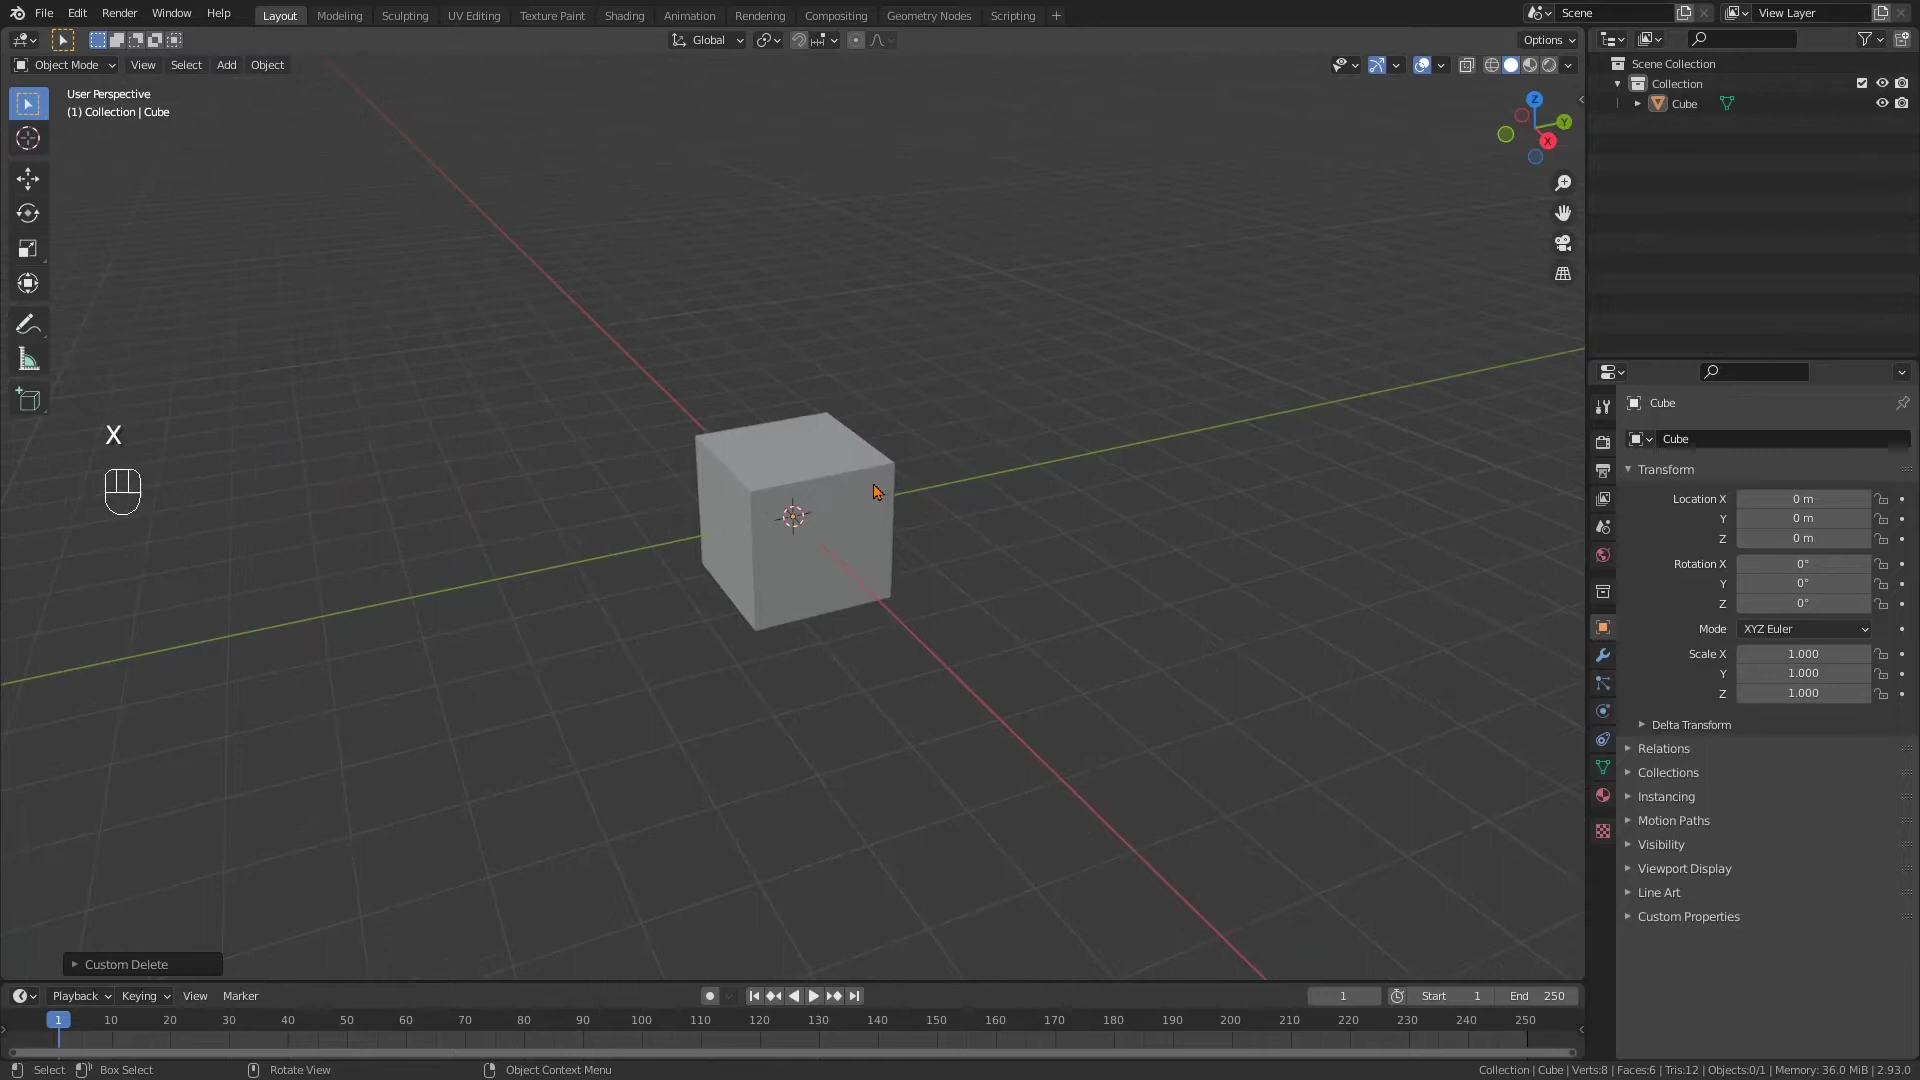 File Edit Render Window Help Layout Modeling Sculpting UV Editing Texture Paint Shading Animation Rendering Compositing Geometry Nodes Scripting + Scene View Layer
Global Options
Object Mode View Select Add Object
User Perspective
(1) Collection | Cube
Z
Y
X
X
Custom Delete
Scene Collection
Collection
Cube
Cube
Cube
Transform
Location X 0 m
Y 0 m
Z 0 m
Rotation X 0°
Y 0°
Z 0°
Mode XYZ Euler
Scale X 1.000
Y 1.000
Z 1.000
Delta Transform
Relations
Collections
Instancing
Motion Paths
Visibility
Viewport Display
Line Art
Custom Properties
Playback Keying View Marker 1 Start 1 End 250
1 10 20 30 40 50 60 70 80 90 100 110 120 130 140 150 160 170 180 190 200 210 220 230 240 250
Select Box Select Rotate View Object Context Menu Collection | Cube | Verts:8 | Faces:6 | Tris:12 | Objects:0/1 | Memory: 36.0 MiB | 2.93.0